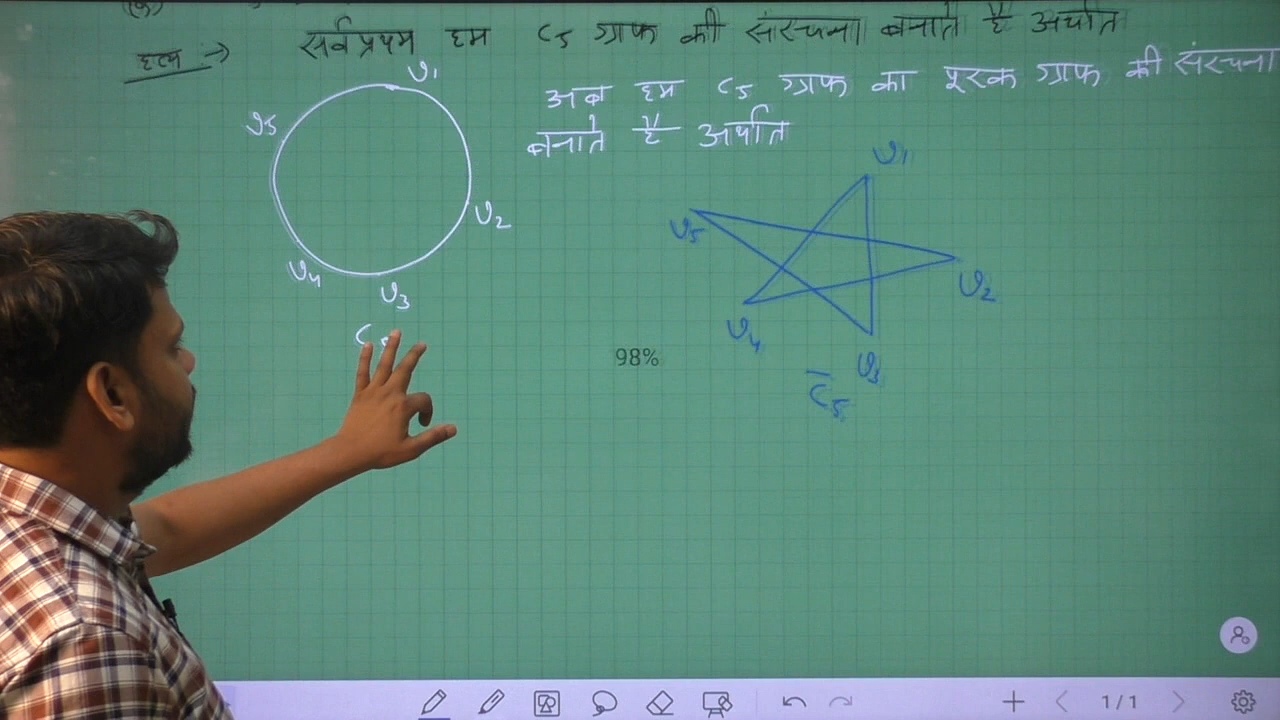 हल :→ सर्वप्रथम हम C5 ग्राफ की संरचना बनाते है अर्थात
अब हम C5 ग्राफ का पूरक ग्राफ की संरचना
बनाते है अर्थात
v1
v5
v2
v4
v3
C5
v1
v5
v2
v4
v3
C̅5
98%
1/1